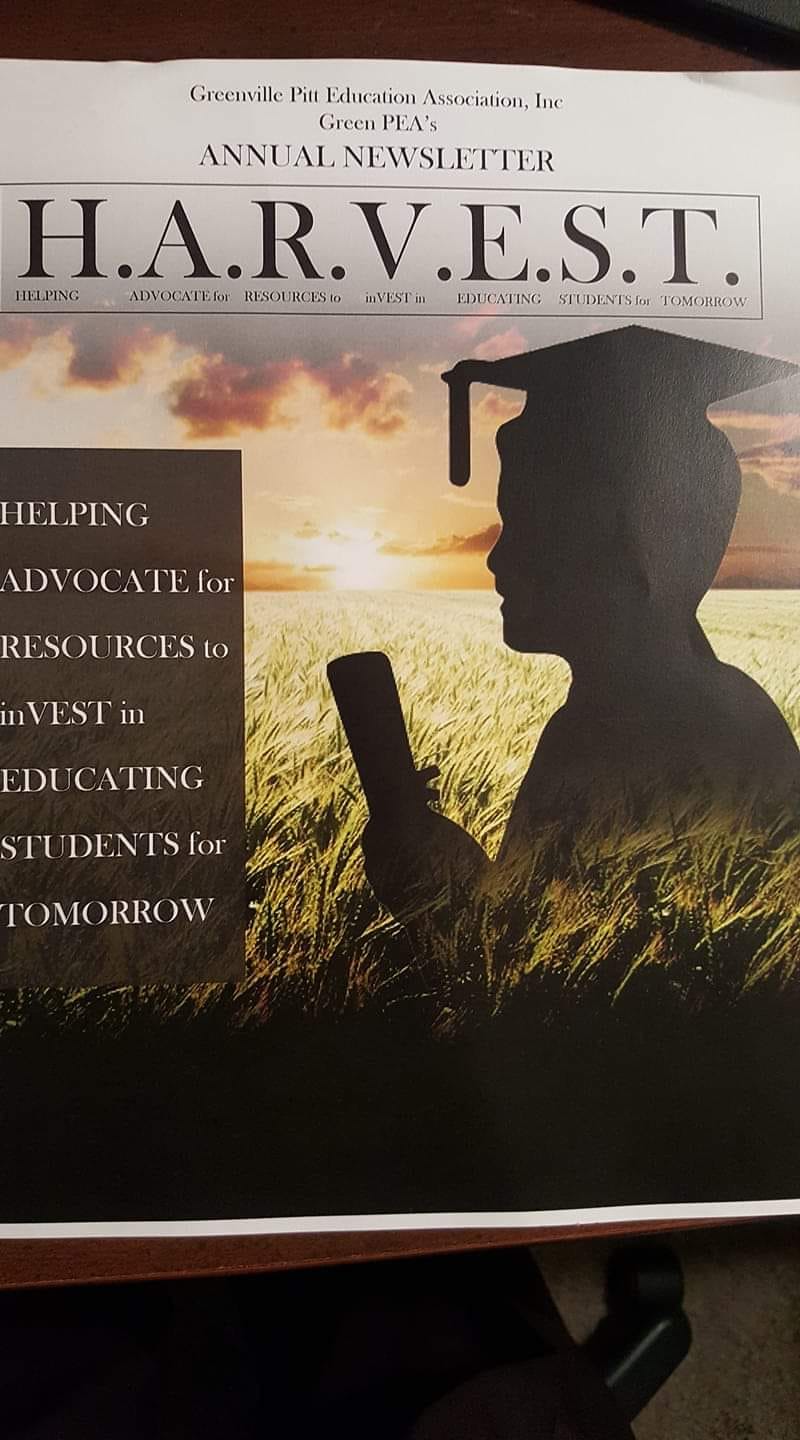 Greenville Pitt Education Association, Inc
Green PEA's
ANNUAL NEWSLETTER
H.A.R.V.E.S.T.
HELPING ADVOCATE for RESOURCES to inVEST in EDUCATING STUDENTS for TOMORROW
HELPING
ADVOCATE for
RESOURCES to
inVEST in
EDUCATING
STUDENTS for
TOMORROW